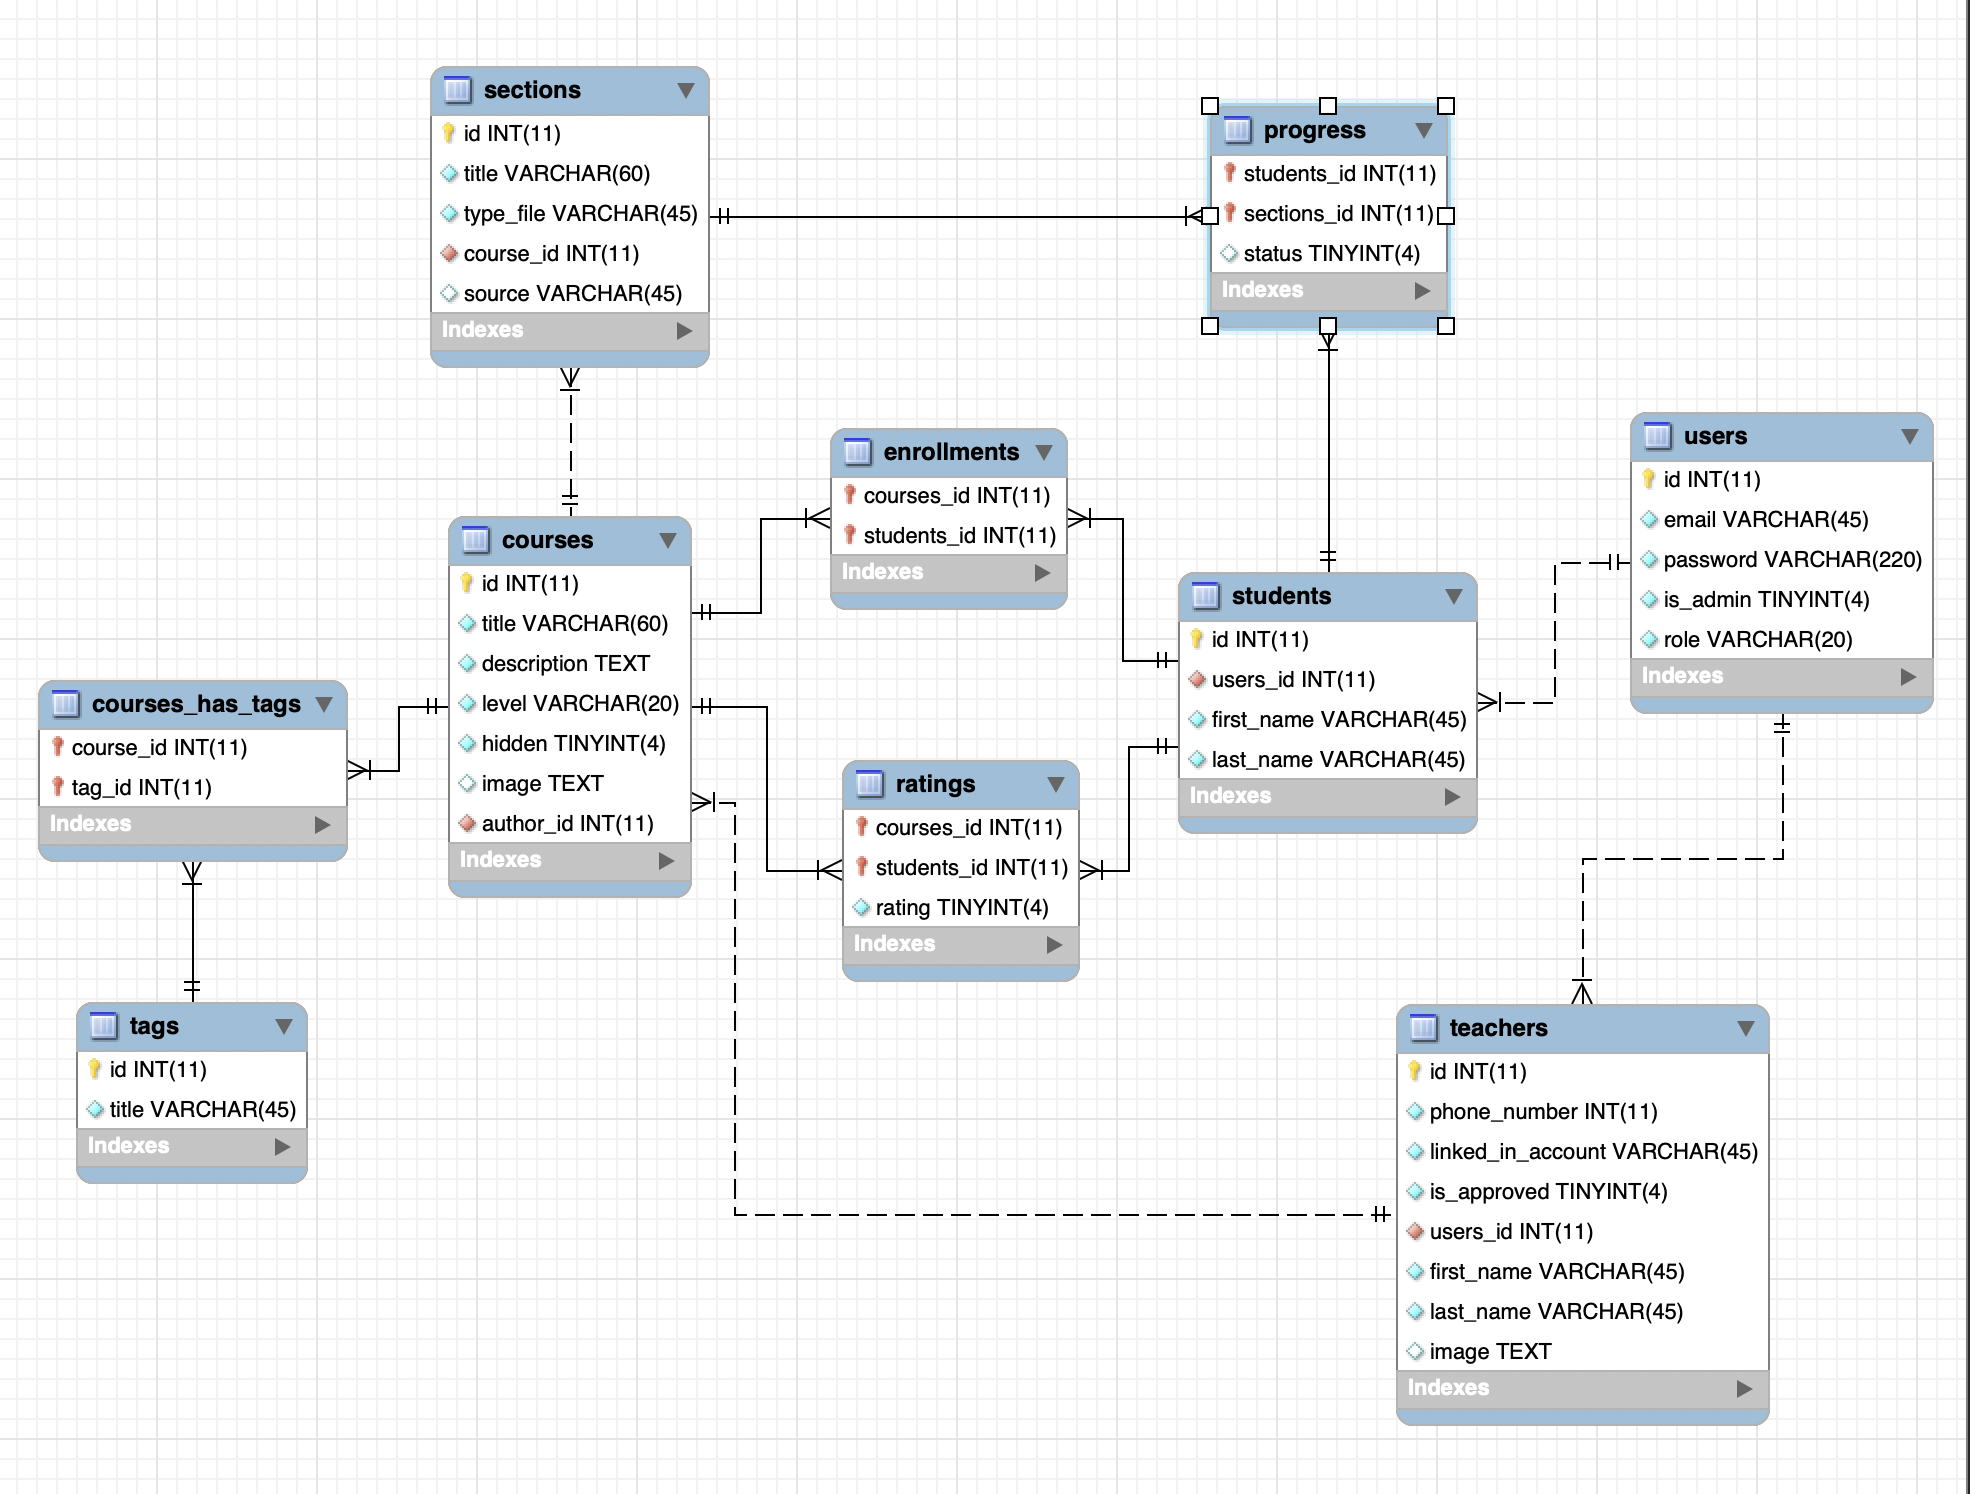 sections
id INT(11)
title VARCHAR(60)
type_file VARCHAR(45)
course_id INT(11)
source VARCHAR(45)
Indexes
progress
students_id INT(11)
sections_id INT(11)
status TINYINT(4)
Indexes
enrollments
courses_id INT(11)
students_id INT(11)
Indexes
users
id INT(11)
email VARCHAR(45)
password VARCHAR(220)
is_admin TINYINT(4)
role VARCHAR(20)
Indexes
courses
id INT(11)
title VARCHAR(60)
description TEXT
level VARCHAR(20)
hidden TINYINT(4)
image TEXT
author_id INT(11)
Indexes
students
id INT(11)
users_id INT(11)
first_name VARCHAR(45)
last_name VARCHAR(45)
Indexes
courses_has_tags
course_id INT(11)
tag_id INT(11)
Indexes
ratings
courses_id INT(11)
students_id INT(11)
rating TINYINT(4)
Indexes
tags
id INT(11)
title VARCHAR(45)
Indexes
teachers
id INT(11)
phone_number INT(11)
linked_in_account VARCHAR(45)
is_approved TINYINT(4)
users_id INT(11)
first_name VARCHAR(45)
last_name VARCHAR(45)
image TEXT
Indexes